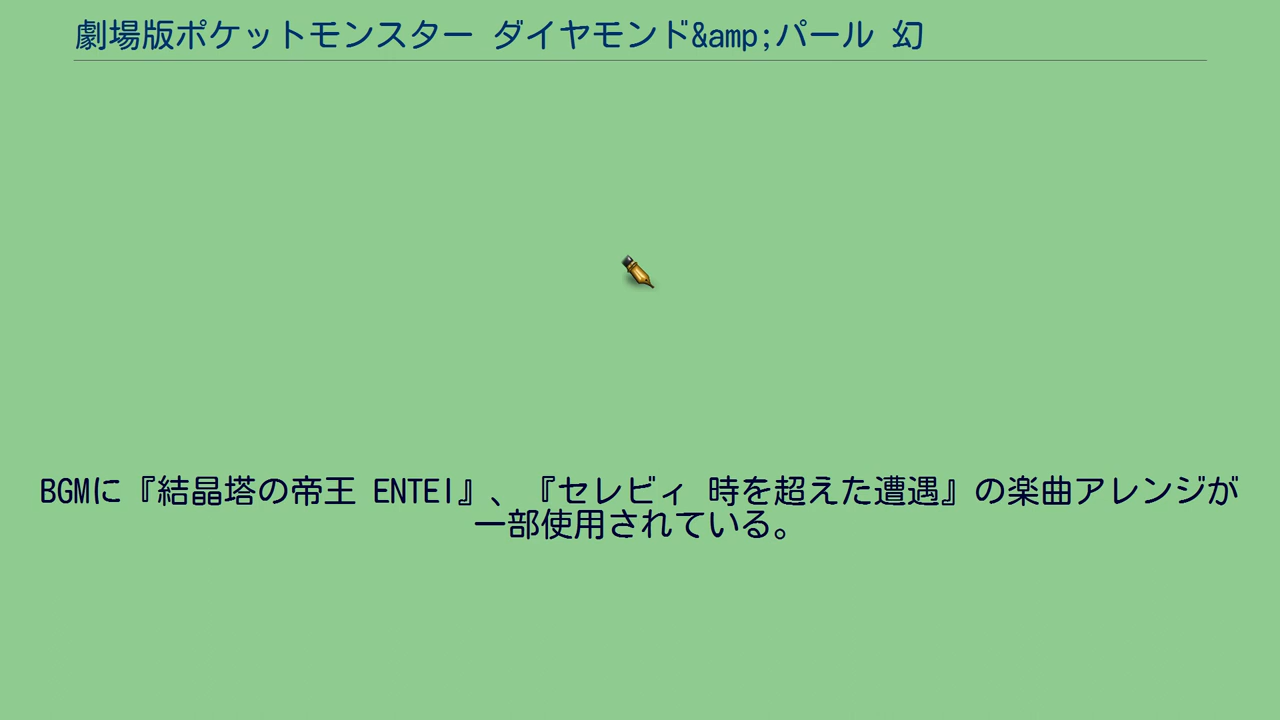 劇場版ポケットモンスター ダイヤモンド&amp;パール 幻
BGMに『結晶塔の帝王 ENTEI』、『セレビィ 時を超えた遭遇』の楽曲アレンジが
一部使用されている。